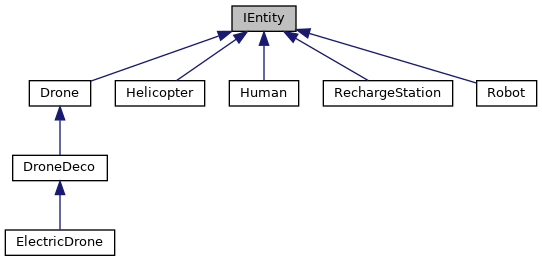 IEntity
Drone
Helicopter
Human
RechargeStation
Robot
DroneDeco
ElectricDrone